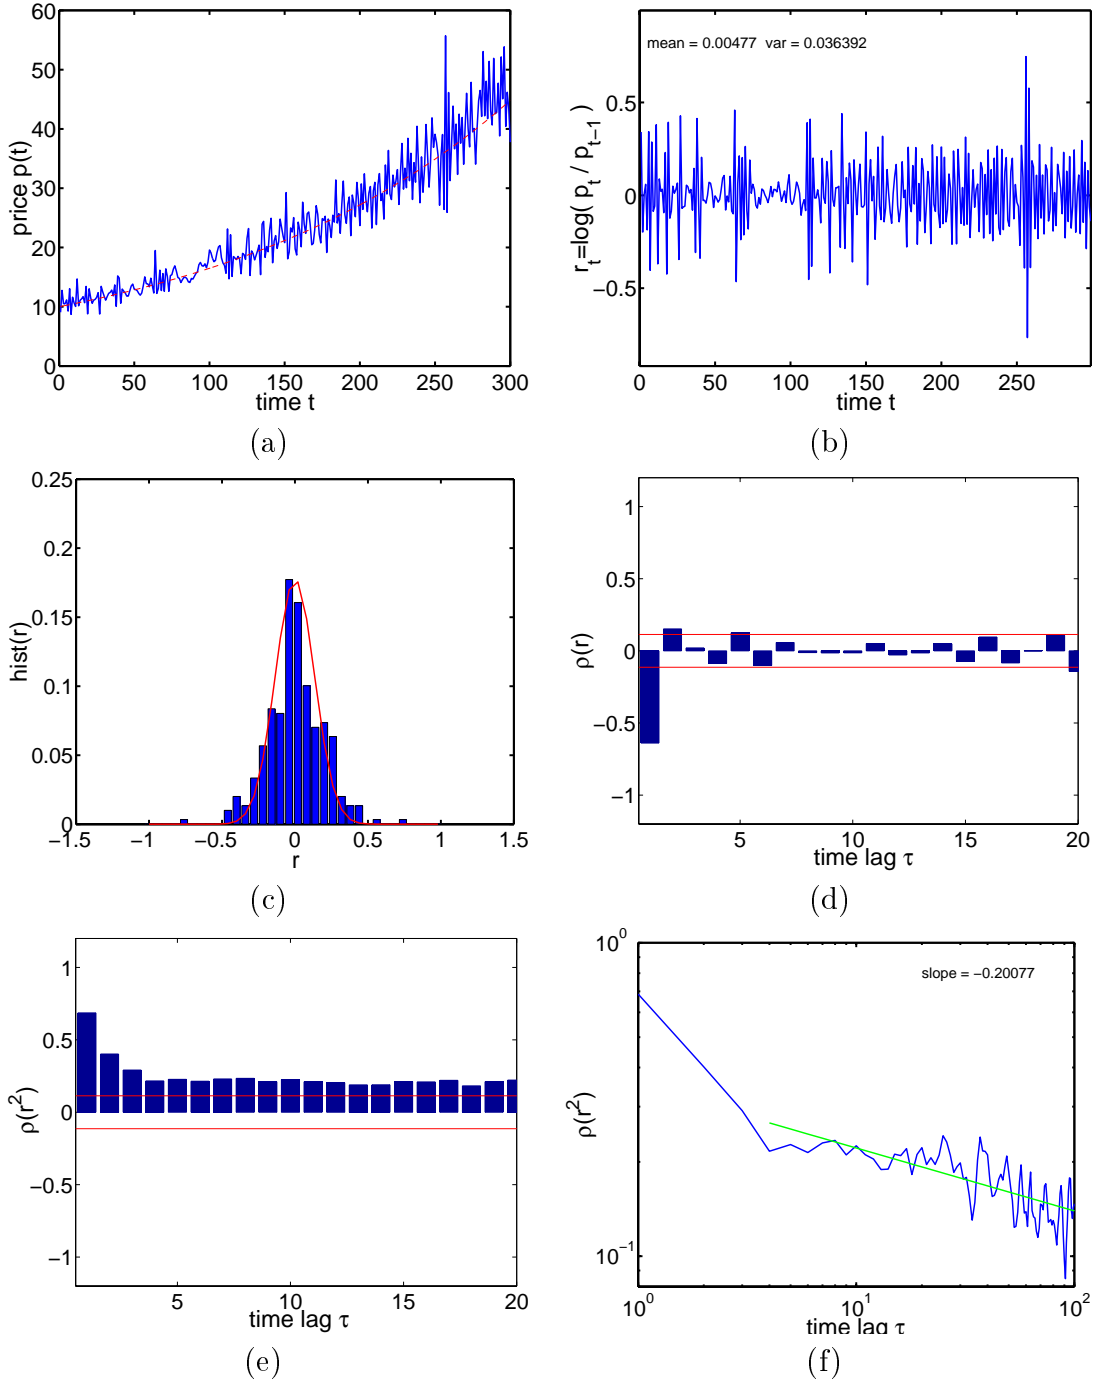 60
50
40
30
20
10
0
0 50 100 150 200 250 300
price p(t)
time t
(a)
mean = 0.00477 var = 0.036392
0.5
0
−0.5
0 50 100 150 200 250
r_t=log( p_t / p_{t−1})
time t
(b)
0.25
0.2
0.15
0.1
0.05
0
−1.5 −1 −0.5 0 0.5 1 1.5
hist(r)
r
(c)
1
0.5
0
−0.5
−1
5 10 15 20
ρ(r)
time lag τ
(d)
1
0.5
0
−0.5
−1
5 10 15 20
ρ(r²)
time lag τ
(e)
10⁰
slope = −0.20077
10⁻¹
10⁰ 10¹ 10²
ρ(r²)
time lag τ
(f)